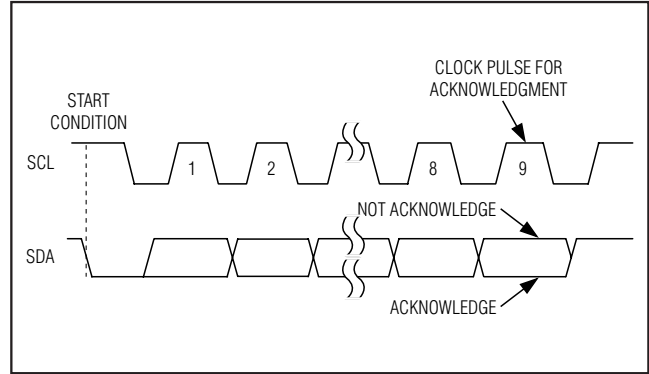 CLOCK PULSE FOR
ACKNOWLEDGMENT
START
CONDITION
SCL
1
2
8
9
NOT ACKNOWLEDGE
SDA
ACKNOWLEDGE